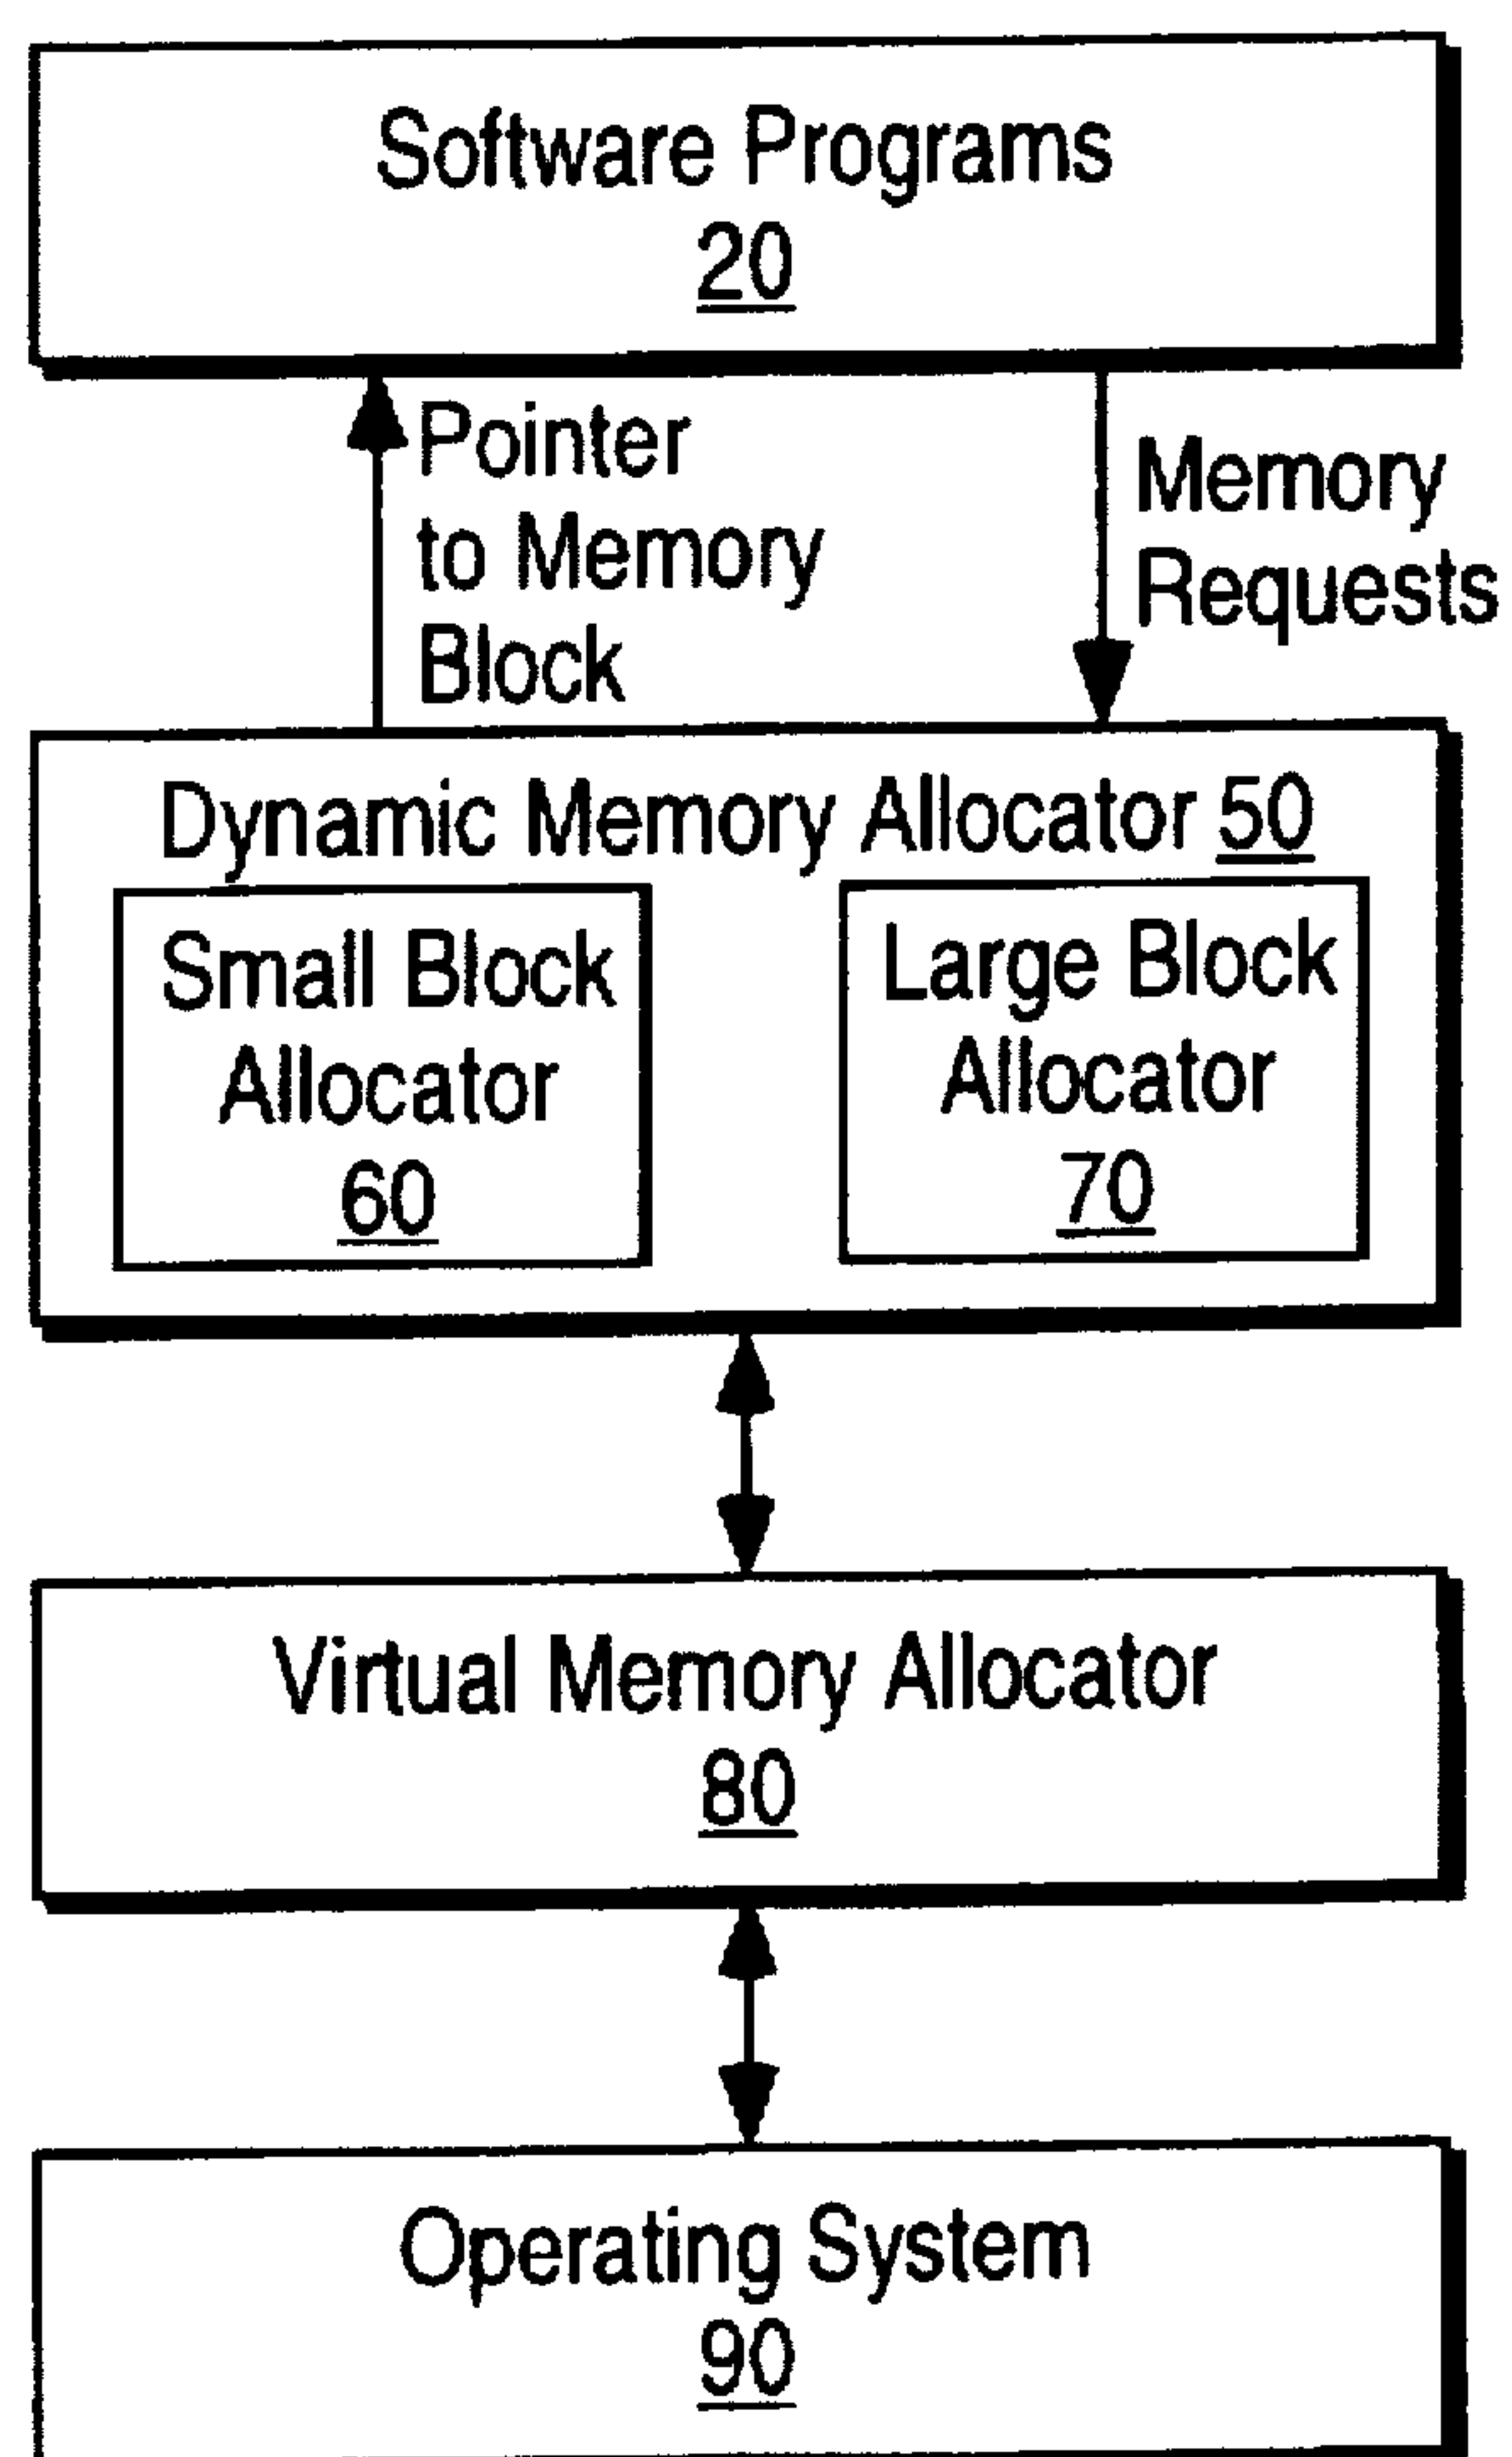 Software Programs
20
Pointer
to Memory
Block
Memory
Requests
Dynamic Memory Allocator 50
Small Block
Allocator
60
Large Block
Allocator
70
Virtual Memory Allocator
80
Operating System
90